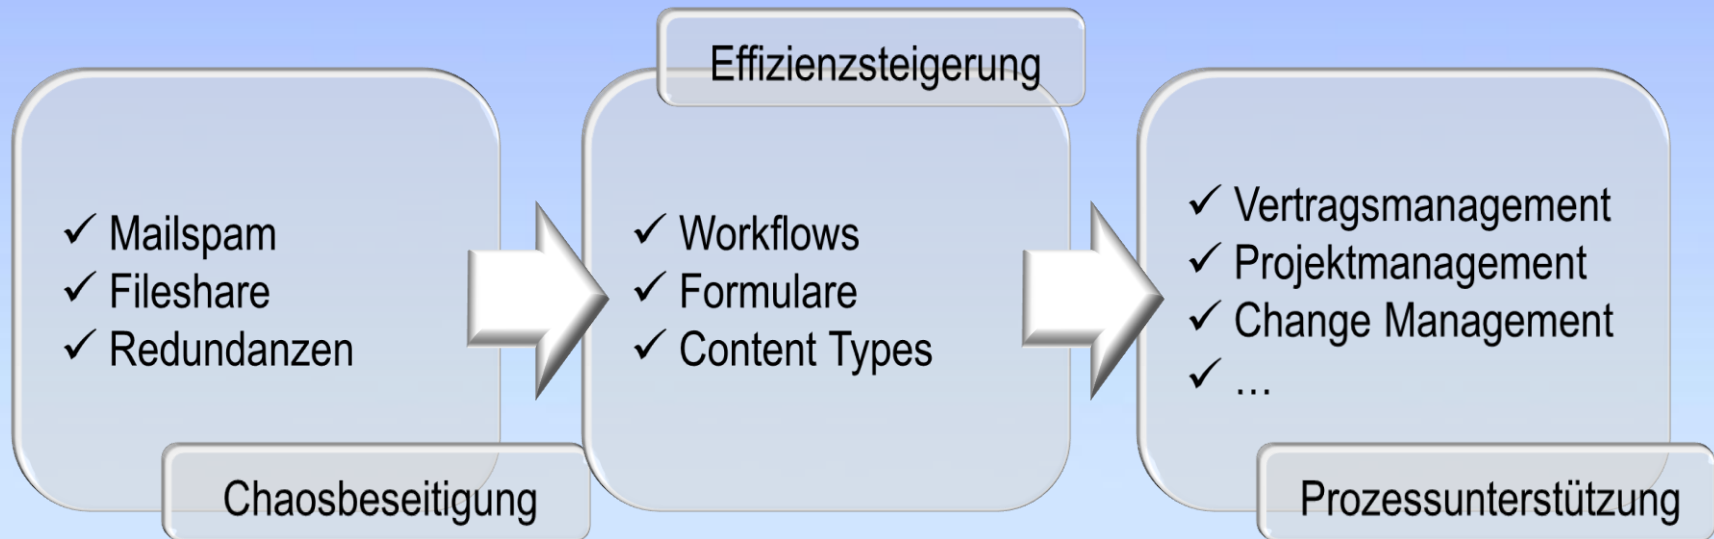 Mailspam
Fileshare
Redundanzen
Chaosbeseitigung
Effizienzsteigerung
Workflows
Formulare
Content Types
Vertragsmanagement
Projektmanagement
Change Management
...
Prozessunterstützung